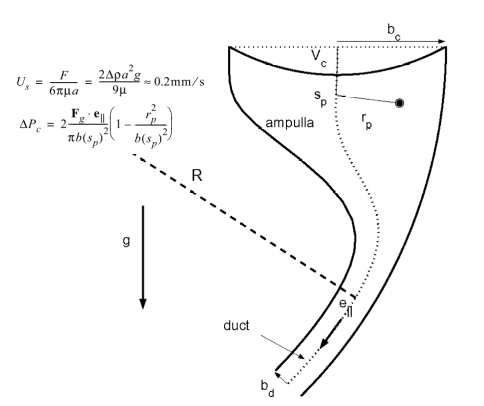 b_c
V_c
U_s = F / 6πμa = 2Δρa²g / 9μ ≈ 0.2mm/s
s_p
ΔP_c = 2 F_g · e_|| / πb(s_p)² (1 − r_p² / b(s_p)²)
ampulla
r_p
R
g
e_||
duct
b_d